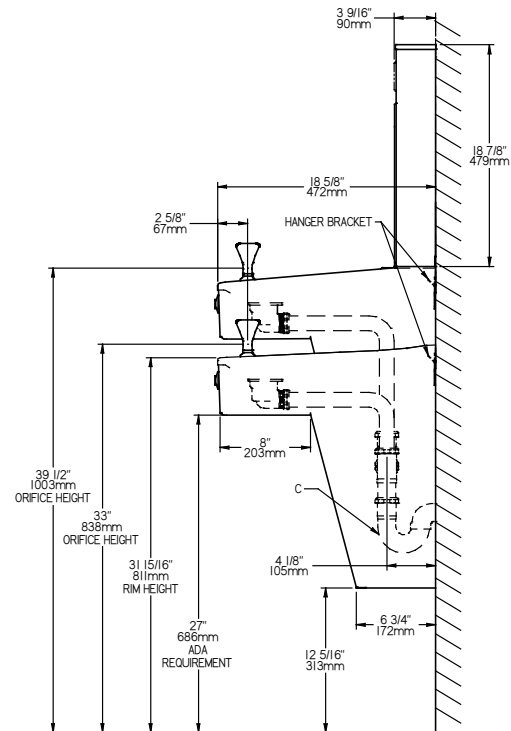 3 9/16"
90mm
18 7/8"
479mm
18 5/8"
472mm
2 5/8"
67mm
HANGER BRACKET
8"
203mm
39 1/2"
1003mm
ORIFICE HEIGHT
33"
838mm
ORIFICE HEIGHT
C
31 15/16"
811mm
RIM HEIGHT
4 1/8"
105mm
27"
686mm
ADA
REQUIREMENT
6 3/4"
172mm
12 5/16"
313mm